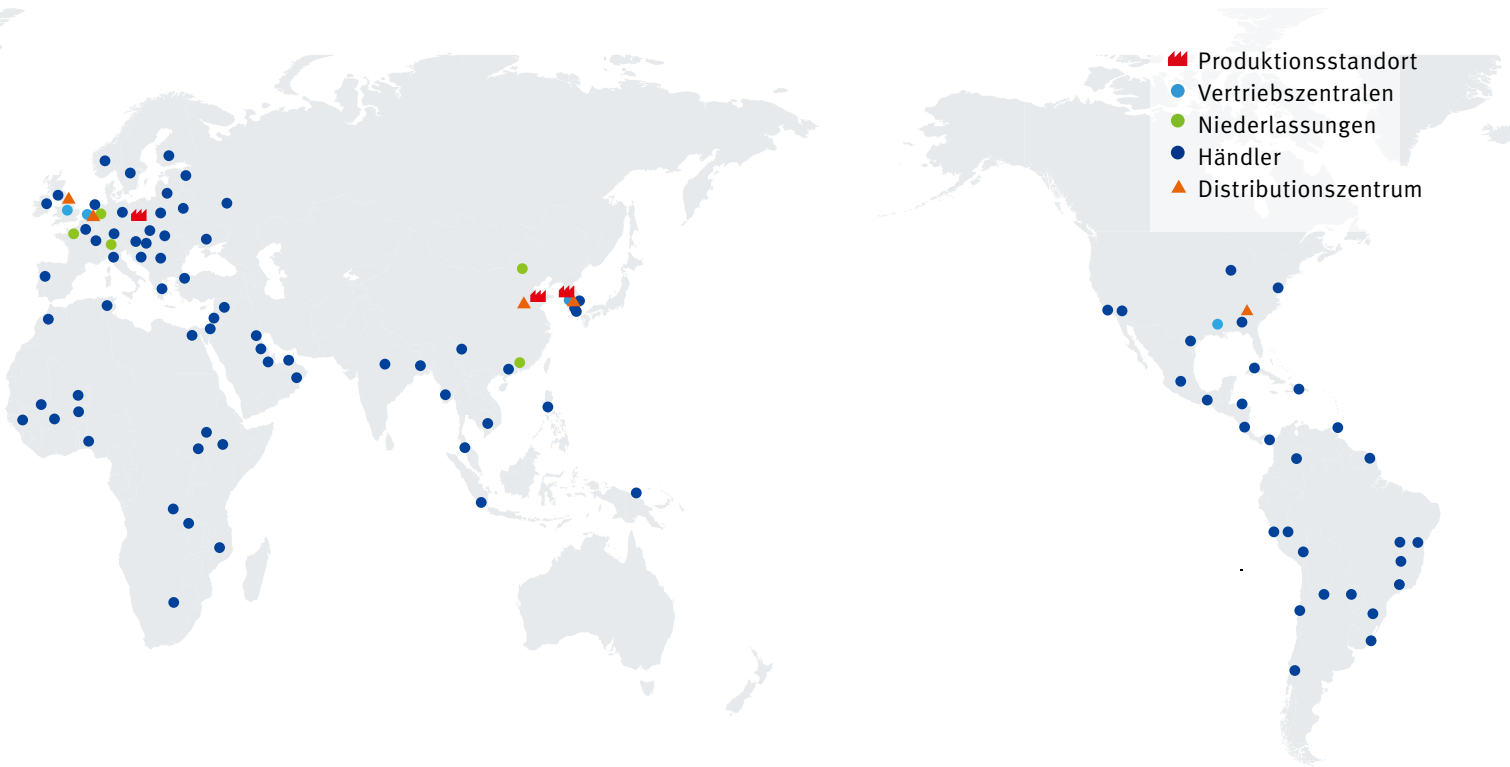 Produktionsstandort
Vertriebszentralen
Niederlassungen
Händler
Distributionszentrum